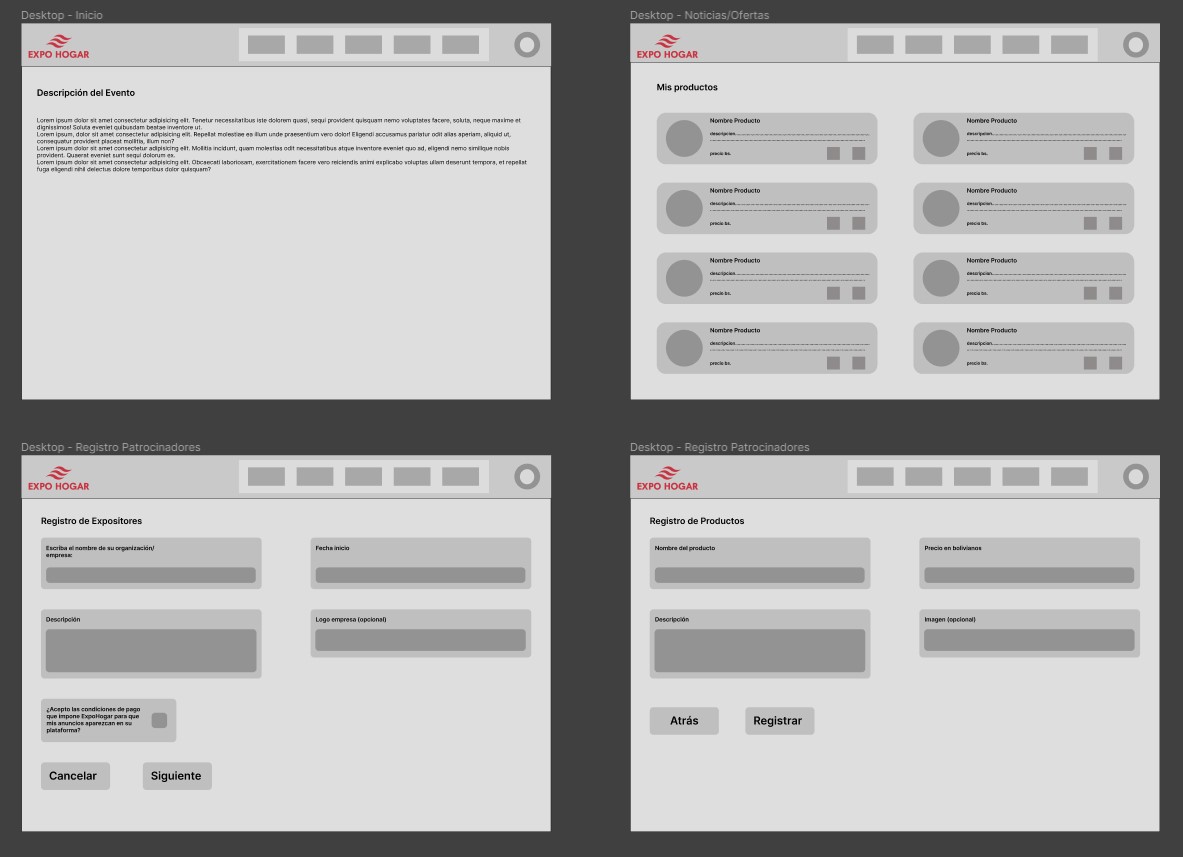 Desktop - Inicio
EXPO HOGAR
Descripción del Evento
Lorem ipsum dolor sit amet consectetur adipisicing elit. Tenetur necessitatibus iste dolorem quasi, sequi provident quisquam nemo voluptates facere, soluta, neque maxime et
dignissimos! Soluta eveniet quibusdam beatae inventore ut.
Lorem ipsum, dolor sit amet consectetur adipisicing elit. Repellat molestiae ea illum unde praesentium vero dolor! Eligendi accusamus pariatur odit alias aperiam, aliquid ut,
consequatur provident placeat mollitia, illum non?
Lorem ipsum dolor sit amet consectetur adipisicing elit. Mollitia incidunt, quam molestias odit necessitatibus atque inventore eveniet quo ad, eligendi nemo similique nobis
provident. Quaerat eveniet sunt sequi dolorum ex.
Lorem ipsum dolor sit amet consectetur adipisicing elit. Obcaecati laboriosam, exercitationem facere vero reiciendis animi explicabo voluptas ullam deserunt tempora, et repellat
fuga eligendi nihil delectus dolore temporibus dolor quisquam?
Desktop - Noticias/Ofertas
EXPO HOGAR
Mis productos
Nombre Producto
descripcion
precio bs.
Nombre Producto
descripcion
precio bs.
Nombre Producto
descripcion
precio bs.
Nombre Producto
descripcion
precio bs.
Nombre Producto
descripcion
precio bs.
Nombre Producto
descripcion
precio bs.
Nombre Producto
descripcion
precio bs.
Nombre Producto
descripcion
precio bs.
Desktop - Registro Patrocinadores
EXPO HOGAR
Registro de Expositores
Escriba el nombre de su organización/
empresa:
Fecha inicio
Descripción
Logo empresa (opcional)
¿Acepto las condiciones de pago
que impone ExpoHogar para que
mis anuncios aparezcan en su
plataforma?
Cancelar
Siguiente
Desktop - Registro Patrocinadores
EXPO HOGAR
Registro de Productos
Nombre del producto
Precio en bolivianos
Descripción
Imagen (opcional)
Atrás
Registrar